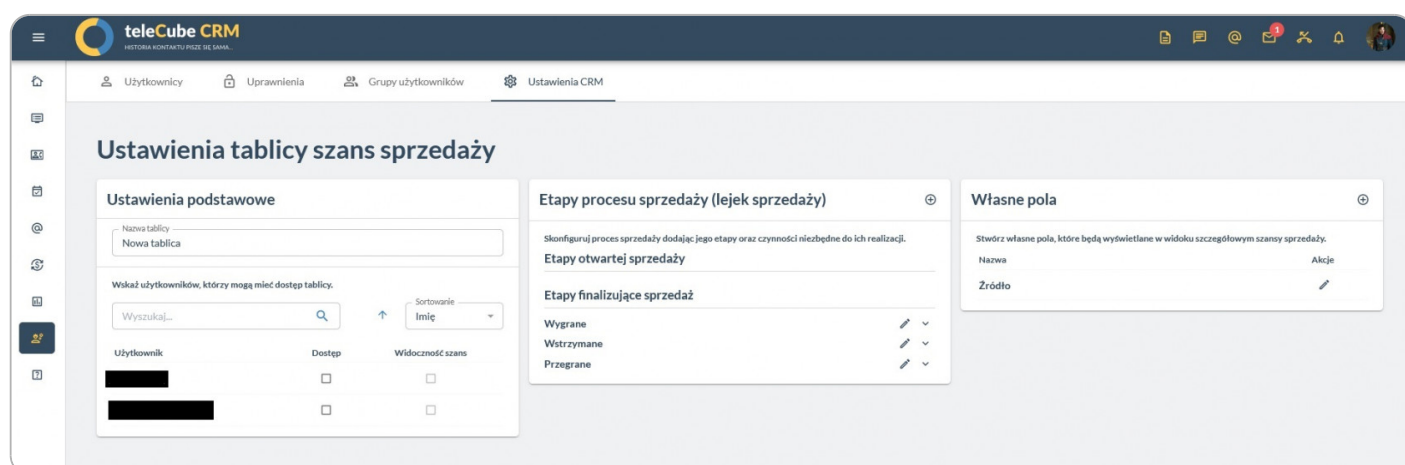 teleCube CRM
HISTORIA KONTAKTU PISZE SIĘ SAMA...
1
Użytkownicy Uprawnienia Grupy użytkowników Ustawienia CRM
Ustawienia tablicy szans sprzedaży
Ustawienia podstawowe
Nazwa tablicy
Nowa tablica
Wskaż użytkowników, którzy mogą mieć dostęp tablicy.
Wyszukaj...
Sortowanie
Imię
Użytkownik Dostęp Widoczność szans
Etapy procesu sprzedaży (lejek sprzedaży)
Skonfiguruj proces sprzedaży dodając jego etapy oraz czynności niezbędne do ich realizacji.
Etapy otwartej sprzedaży
Etapy finalizujące sprzedaż
Wygrane
Wstrzymane
Przegrane
Własne pola
Stwórz własne pola, które będą wyświetlane w widoku szczegółowym szansy sprzedaży.
Nazwa Akcje
Źródło